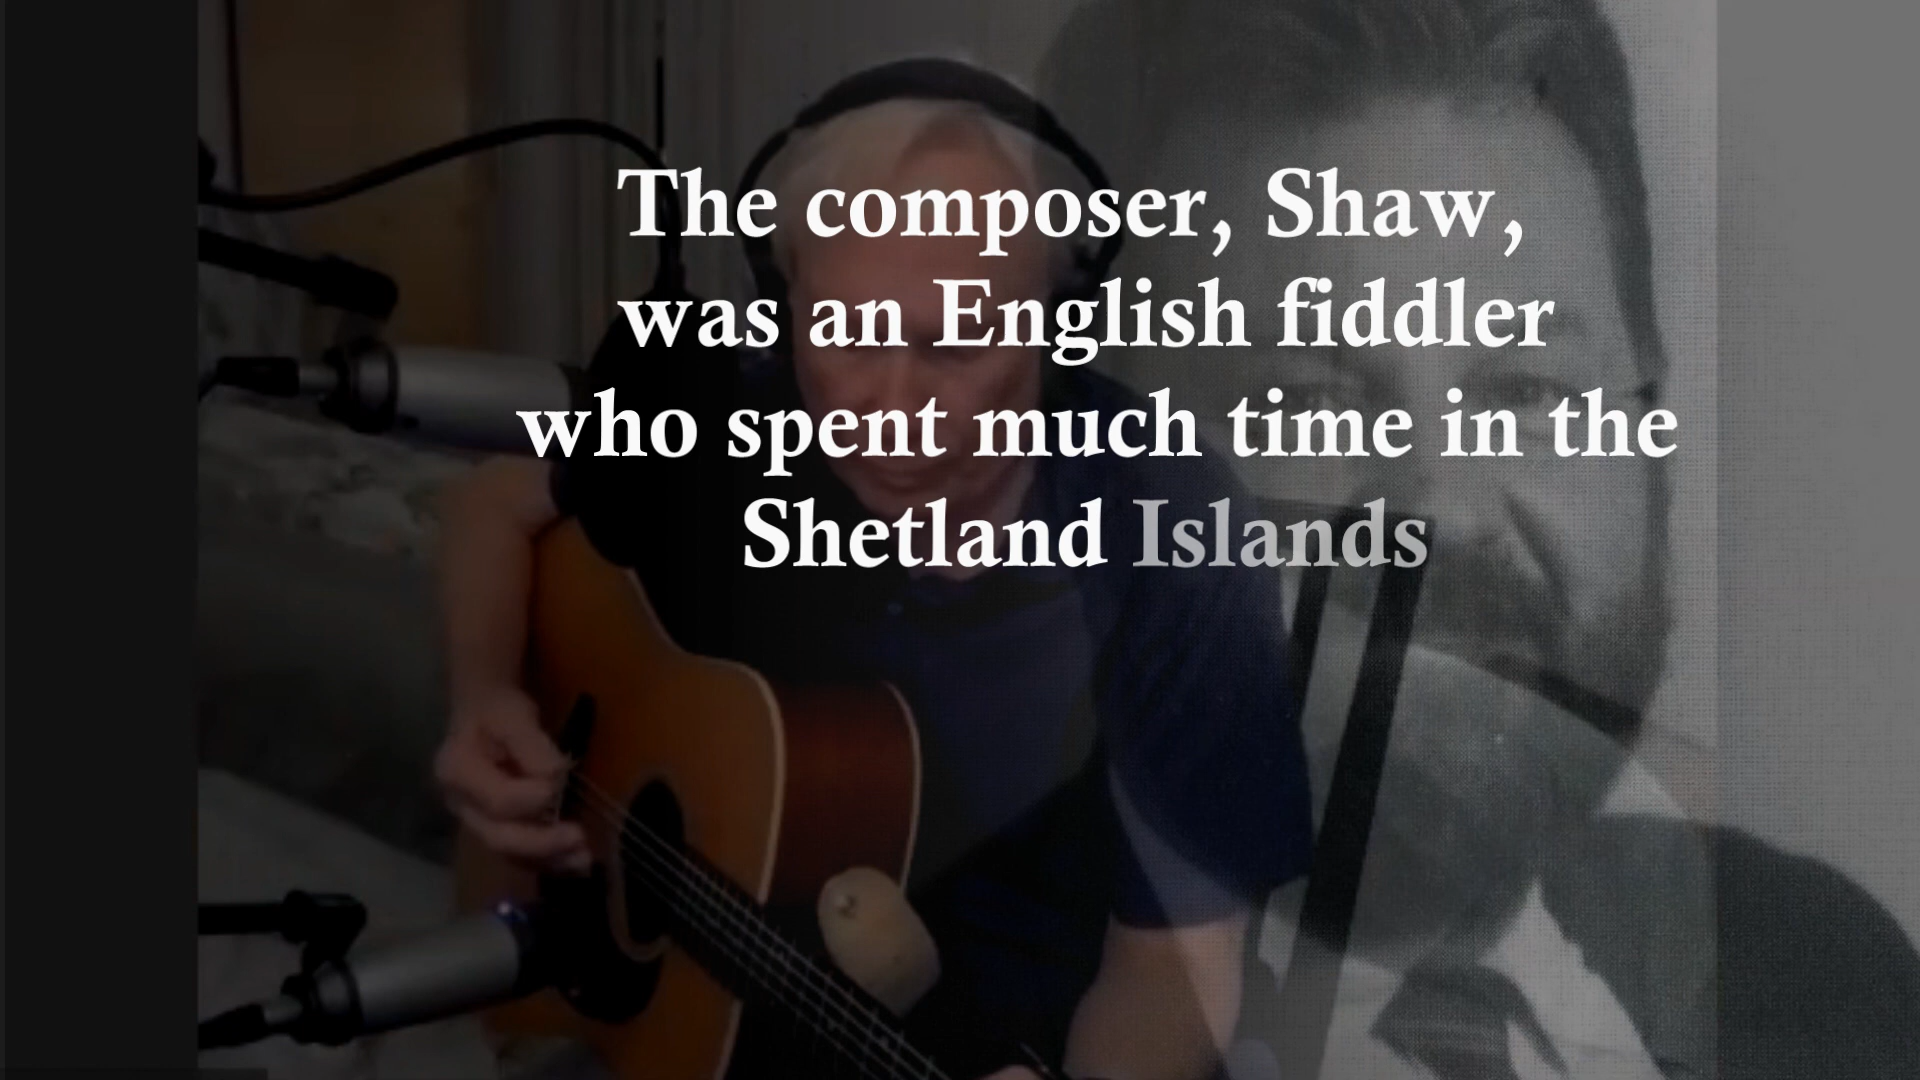 The composer, Shaw,
was an English fiddler
who spent much time in the
Shetland Islands